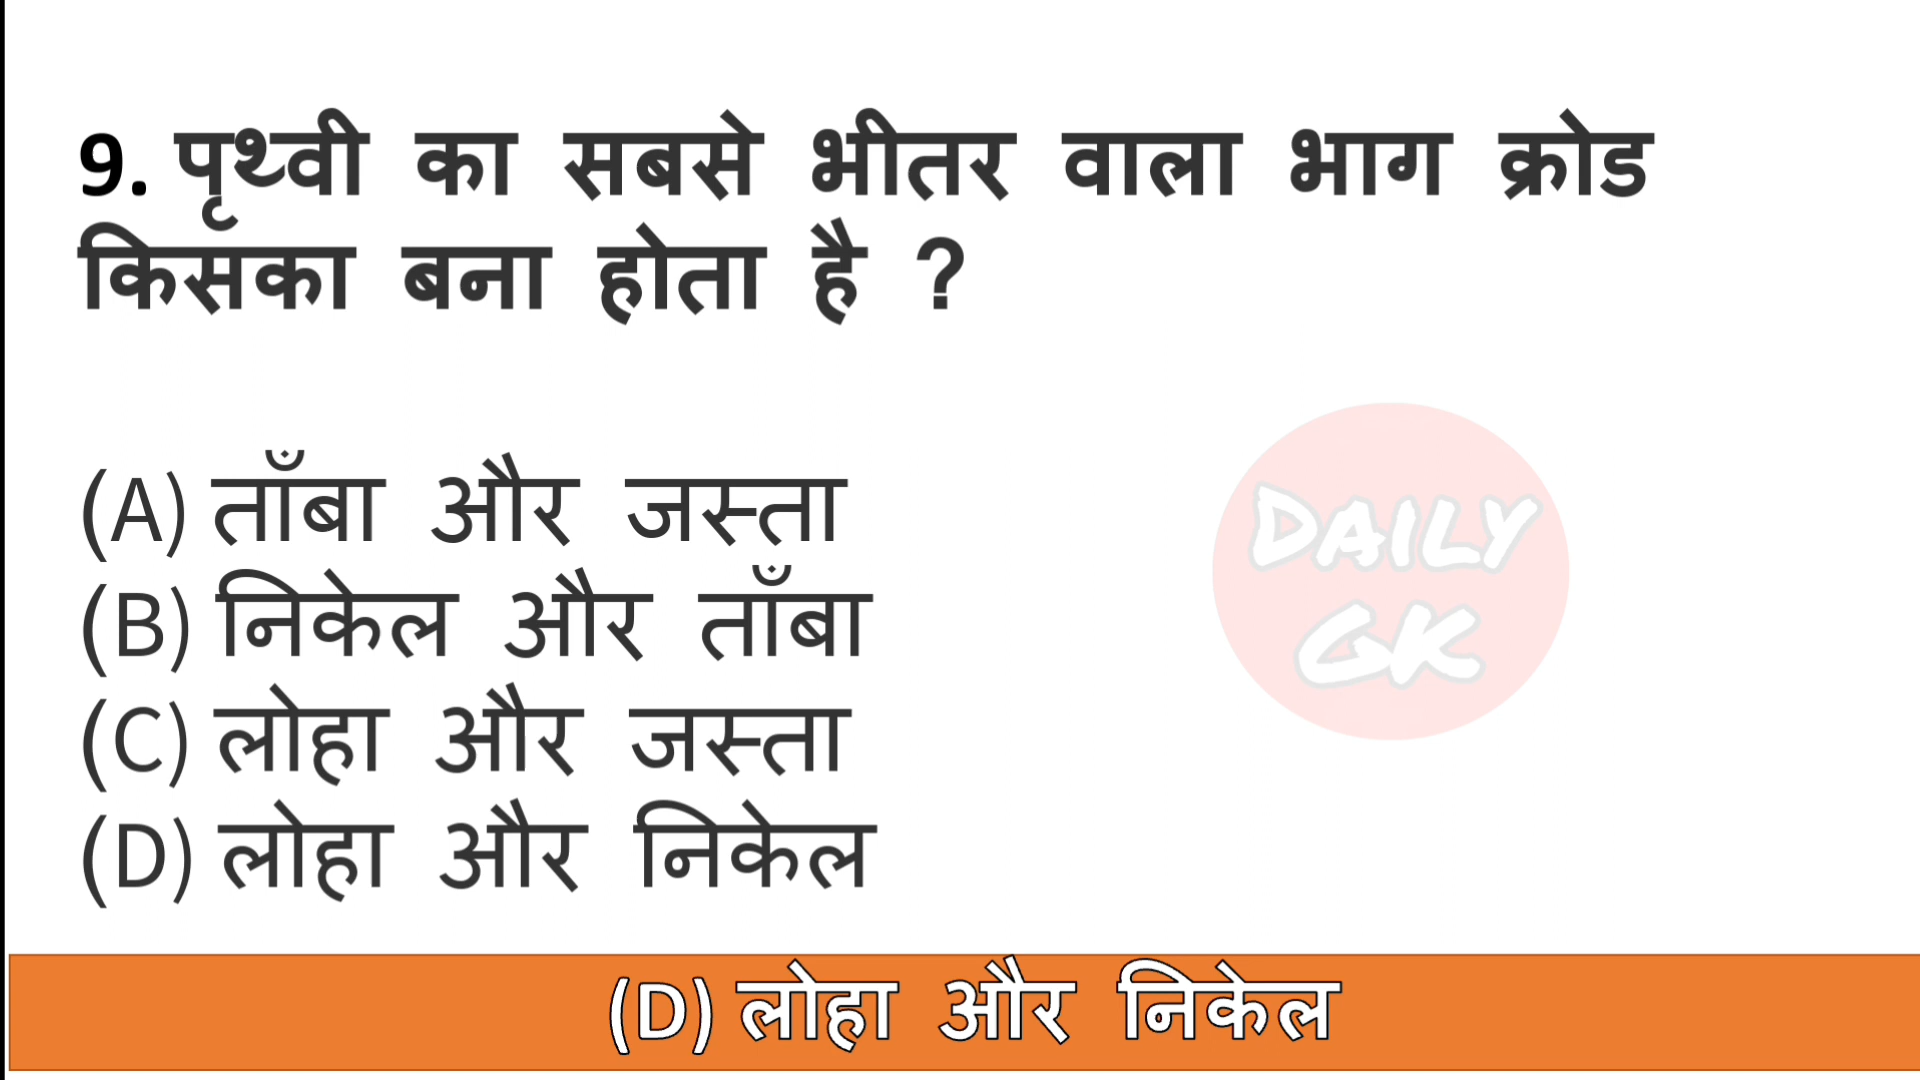 9. पृथ्वी का सबसे भीतर वाला भाग क्रोड
किसका बना होता है ?
(A) ताँबा और जस्ता
(B) निकेल और ताँबा
(C) लोहा और जस्ता
(D) लोहा और निकेल
DAILY
GK
(D) लोहा और निकेल